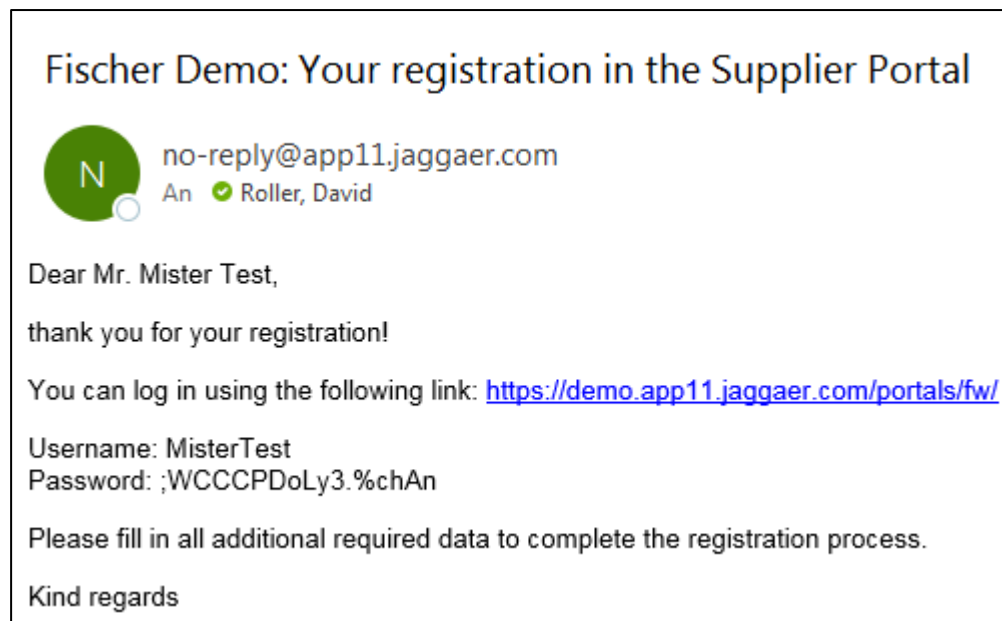 Fischer Demo: Your registration in the Supplier Portal
N
no-reply@app11.jaggaer.com
An Roller, David
Dear Mr. Mister Test,
thank you for your registration!
You can log in using the following link: https://demo.app11.jaggaer.com/portals/fw/
Username: MisterTest
Password: ;WCCCPDoLy3.%chAn
Please fill in all additional required data to complete the registration process.
Kind regards